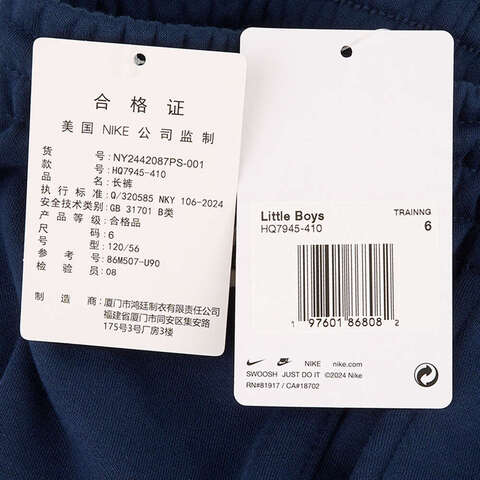 合格证
美国 NIKE 公司监制
货 号: NY2442087PS-001
款 号: HQ7945-410
品 名: 长裤
执行标准: Q/320585 NKY 106-2024
安全技术类别: GB 31701 B类
产品等级: 合格品
尺 码: 6
型 号: 120/56
参 考 号: 86M507-U90
检 验 员: 08
制造商: 厦门市鸿廷制衣有限责任公司
福建省厦门市同安区集安路
175号3号厂房3楼
Little Boys
HQ7945-410
TRAINNG
6
1 97601 86808 2
NIKE nike.com
SWOOSH JUST DO IT ©2024 Nike
RN#81917 / CA#18702